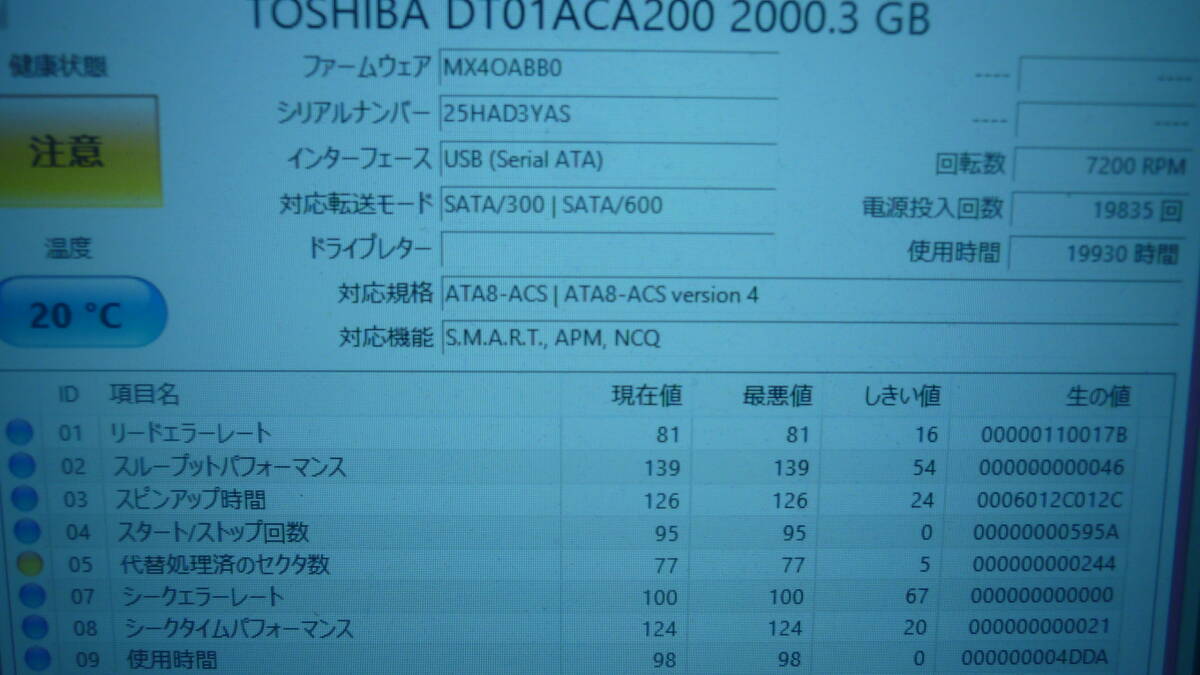 TOSHIBA DT01ACA200 2000.3 GB
健康状態
注意
温度
20 °C
ファームウェア MX4OABB0 ---- ----
シリアルナンバー 25HAD3YAS ---- ----
インターフェース USB (Serial ATA) 回転数 7200 RPM
対応転送モード SATA/300 | SATA/600 電源投入回数 19835 回
ドライブレター 使用時間 19930 時間
対応規格 ATA8-ACS | ATA8-ACS version 4
対応機能 S.M.A.R.T., APM, NCQ
ID 項目名 現在値 最悪値 しきい値 生の値
01 リードエラーレート 81 81 16 00000110017B
02 スループットパフォーマンス 139 139 54 000000000046
03 スピンアップ時間 126 126 24 0006012C012C
04 スタート/ストップ回数 95 95 0 00000000595A
05 代替処理済のセクタ数 77 77 5 000000000244
07 シークエラーレート 100 100 67 000000000000
08 シークタイムパフォーマンス 124 124 20 000000000021
09 使用時間 98 98 0 000000004DDA